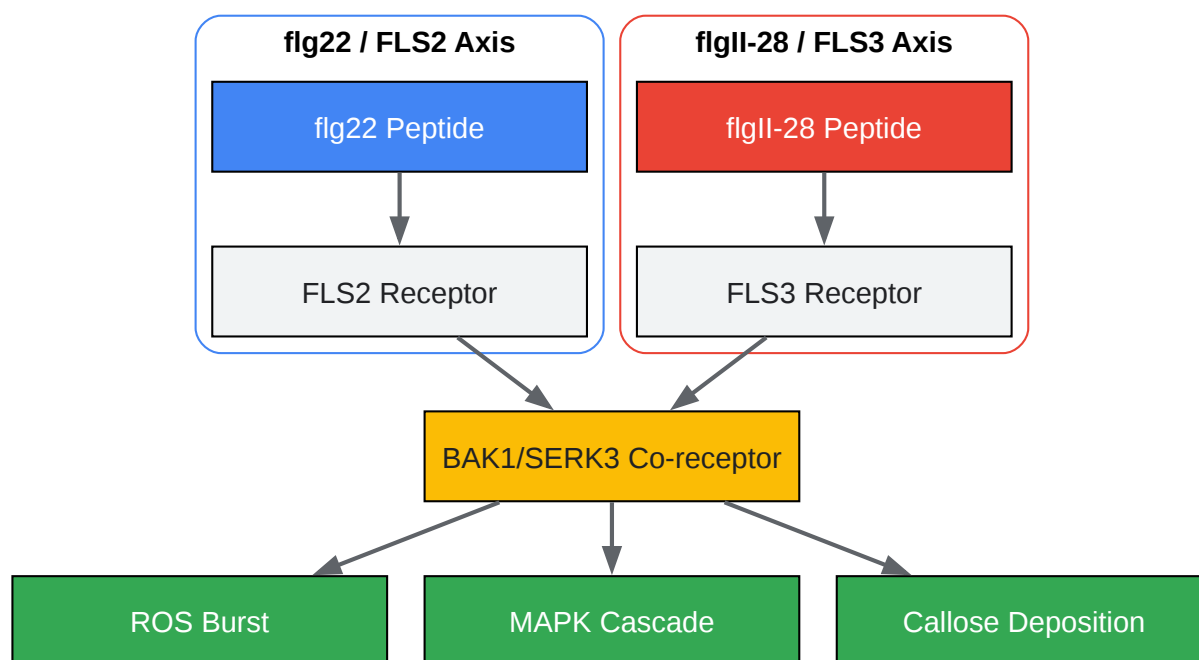 flg22 / FLS2 Axis
flgII-28 / FLS3 Axis
flg22 Peptide
flgII-28 Peptide
FLS2 Receptor
FLS3 Receptor
BAK1/SERK3 Co-receptor
ROS Burst
MAPK Cascade
Callose Deposition